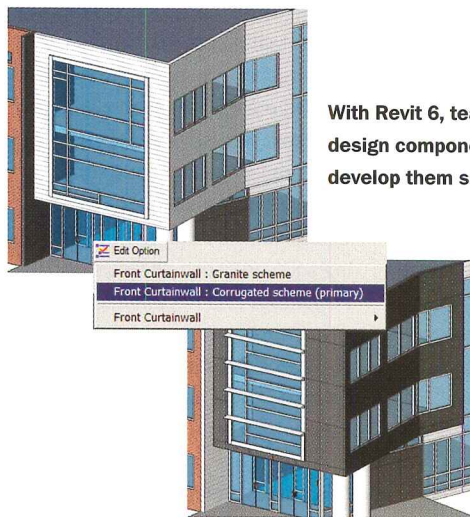 With Revit 6, tea
design compone
develop them s
Edit Option
Front Curtainwall : Granite scheme
Front Curtainwall : Corrugated scheme (primary)
Front Curtainwall